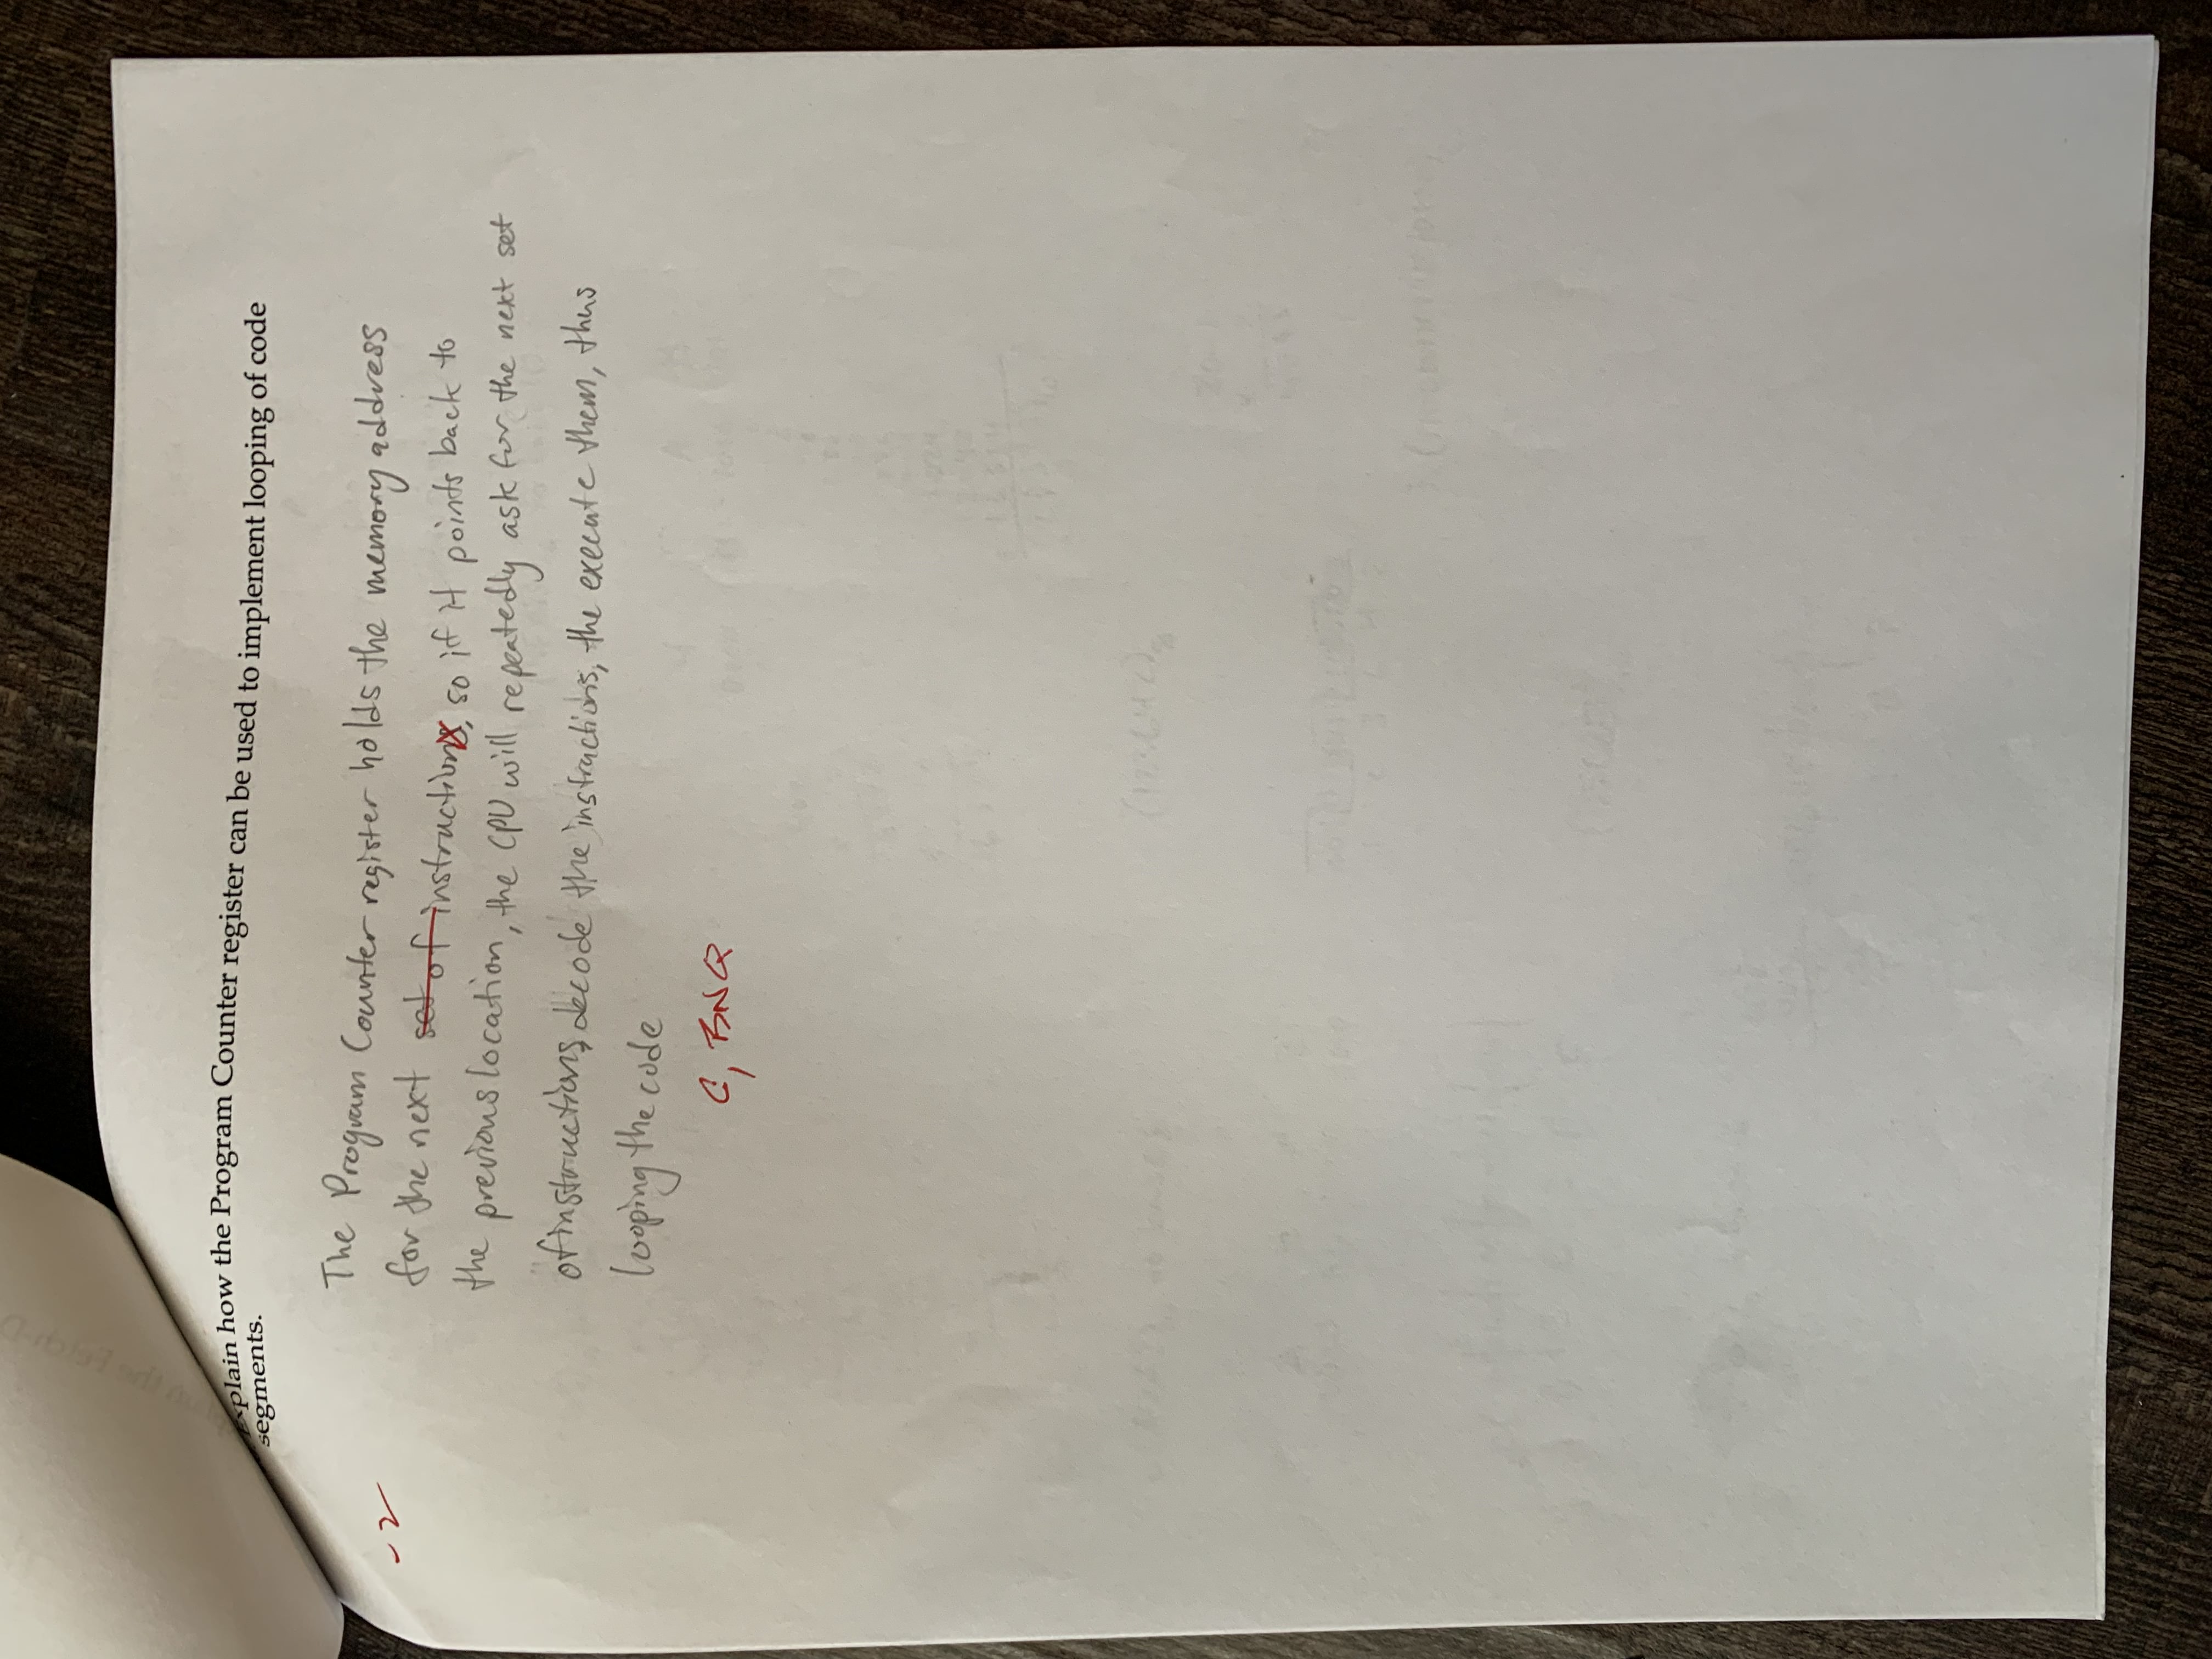 Explain how the Program Counter register can be used to implement looping of code
segments.
-2
The Program Counter register holds the memory address
for the next set of instructions, so if it points back to
the previous location, the CPU will repeatedly ask for the next set
of instructions, decode the instructions, the execute them, thus
looping the code
C, BNQ